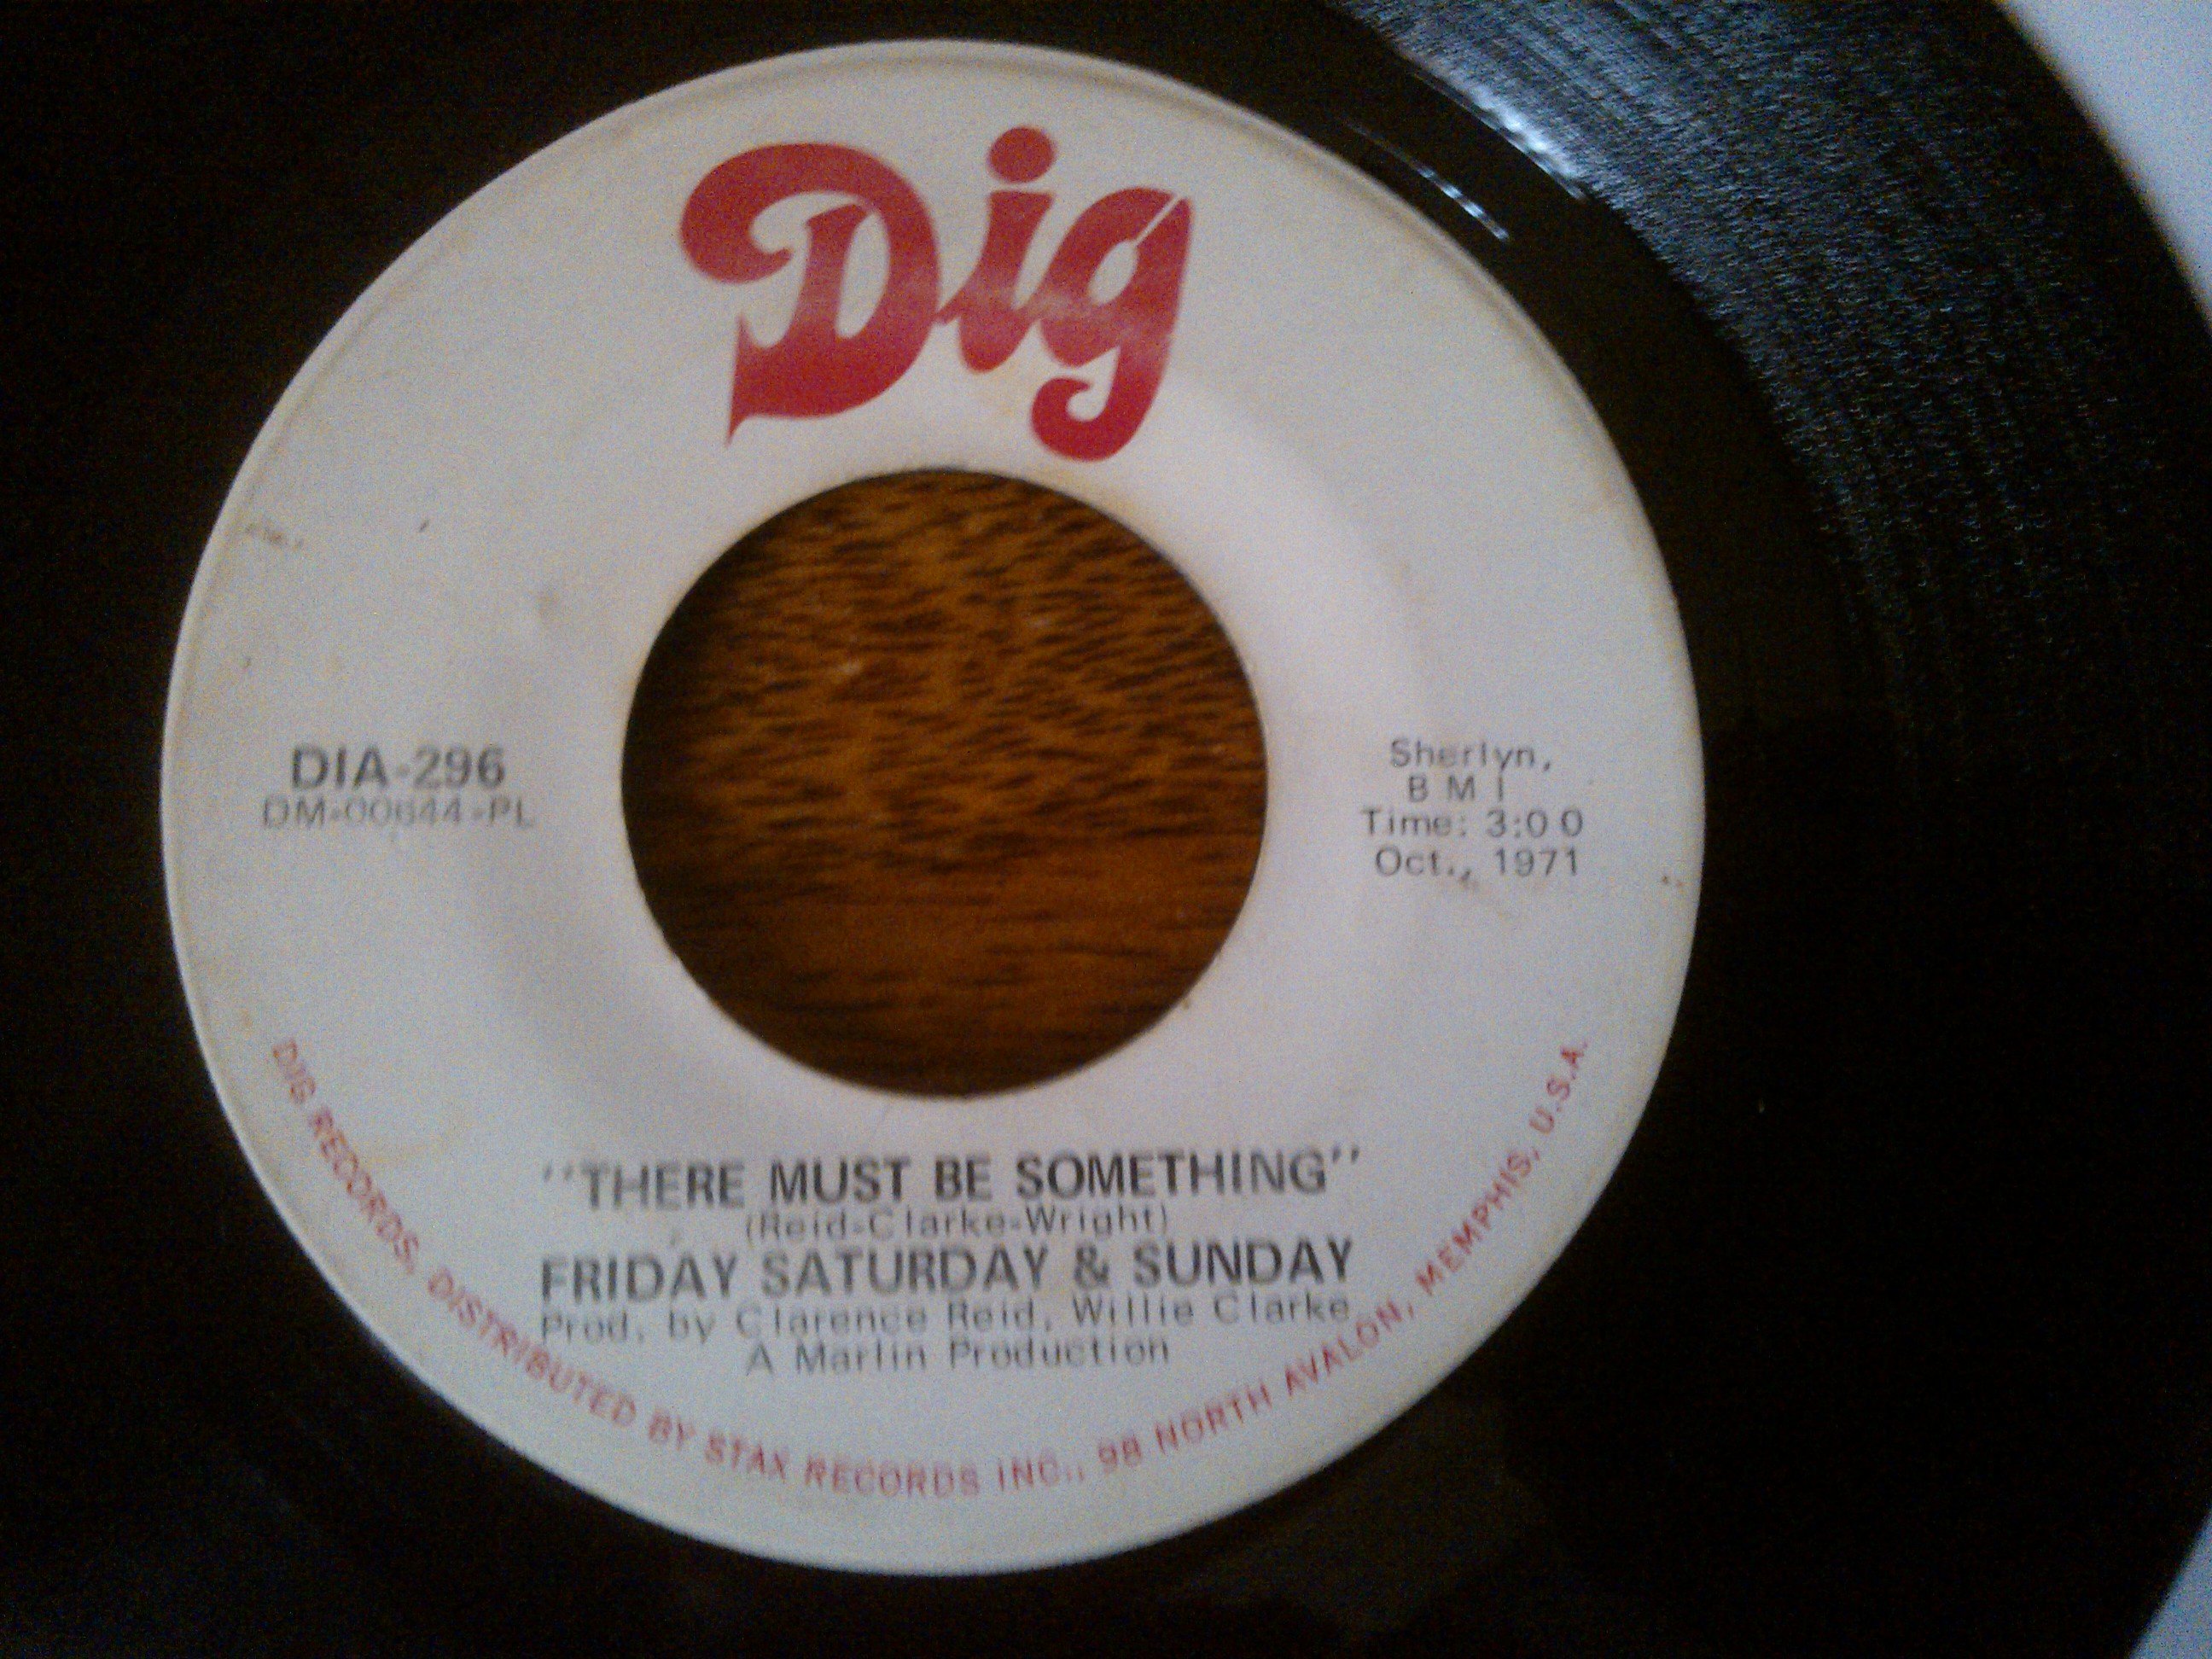 Dig
DIA-296
DM-00644-PL
Sherlyn,
BMI
Time: 3:00
Oct., 1971
"THERE MUST BE SOMETHING"
(Reid-Clarke-Wright)
FRIDAY SATURDAY & SUNDAY
Prod. by Clarence Reid, Willie Clarke
A Marlin Production
DIG RECORDS, DISTRIBUTED BY STAX RECORDS INC., 98 NORTH AVALON, MEMPHIS, U.S.A.